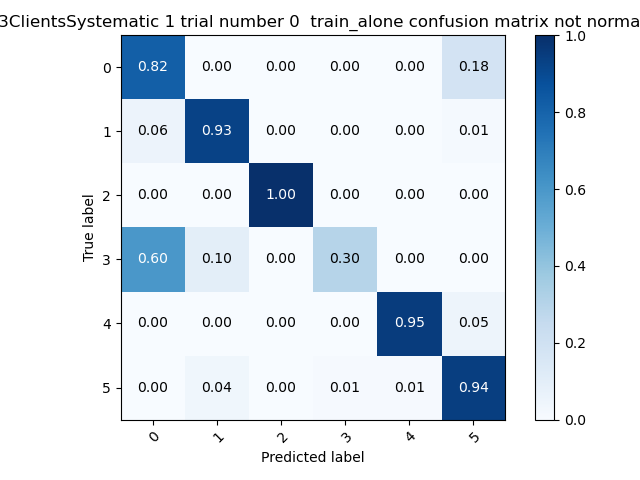 3ClientsSystematic 1 trial number 0  train_alone confusion matrix not norma
True label
0 0.82 0.00 0.00 0.00 0.00 0.18
1 0.06 0.93 0.00 0.00 0.00 0.01
2 0.00 0.00 1.00 0.00 0.00 0.00
3 0.60 0.10 0.00 0.30 0.00 0.00
4 0.00 0.00 0.00 0.00 0.95 0.05
5 0.00 0.04 0.00 0.01 0.01 0.94
0 1 2 3 4 5
Predicted label
1.0
0.8
0.6
0.4
0.2
0.0